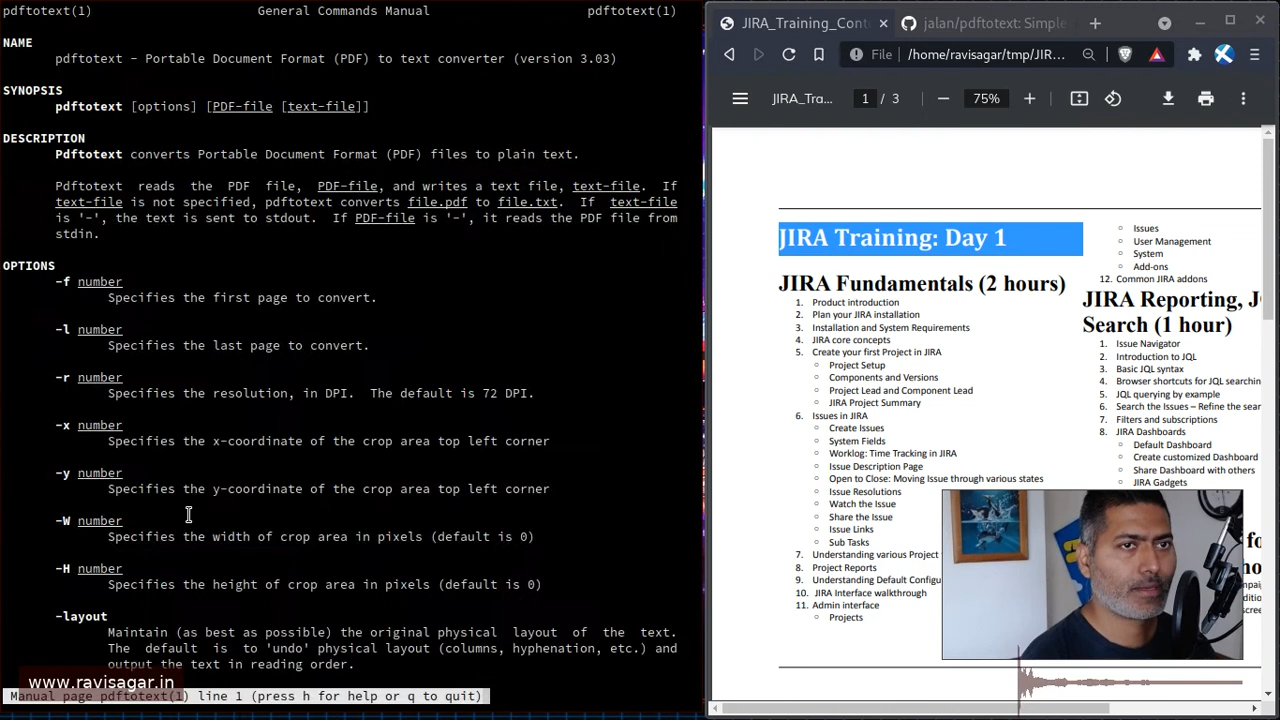 pdftotext(1) General Commands Manual pdftotext(1)
NAME
pdftotext – Portable Document Format (PDF) to text converter (version 3.03)
SYNOPSIS
pdftotext [options] [PDF-file [text-file]]
DESCRIPTION
Pdftotext converts Portable Document Format (PDF) files to plain text.
Pdftotext reads the PDF file, PDF-file, and writes a text file, text-file. If
text-file is not specified, pdftotext converts file.pdf to file.txt. If text-file
is '-', the text is sent to stdout. If PDF-file is '-', it reads the PDF file from
stdin.
OPTIONS
-f number
Specifies the first page to convert.
-l number
Specifies the last page to convert.
-r number
Specifies the resolution, in DPI. The default is 72 DPI.
-x number
Specifies the x-coordinate of the crop area top left corner
-y number
Specifies the y-coordinate of the crop area top left corner
-W number
Specifies the width of crop area in pixels (default is 0)
-H number
Specifies the height of crop area in pixels (default is 0)
-layout
Maintain (as best as possible) the original physical layout of the text.
The default is to 'undo' physical layout (columns, hyphenation, etc.) and
output the text in reading order.
www.ravisagar.in
Manual page pdftotext(1) line 1 (press h for help or q to quit)
JIRA_Training_Cont
jalan/pdftotext: Simple
File /home/ravisagar/tmp/JIR...
JIRA_Tra... 1 / 3 75%
JIRA Training: Day 1
JIRA Fundamentals (2 hours)
1. Product introduction
2. Plan your JIRA installation
3. Installation and System Requirements
4. JIRA core concepts
5. Create your first Project in JIRA
Project Setup
Components and Versions
Project Lead and Component Lead
JIRA Project Summary
6. Issues in JIRA
Create Issues
System Fields
Worklog: Time Tracking in JIRA
Issue Description Page
Open to Close: Moving Issue through various states
Issue Resolutions
Watch the Issue
Share the Issue
Issue Links
Sub Tasks
7. Understanding various Project
8. Project Reports
9. Understanding Default Configu
10. JIRA Interface walkthrough
11. Admin interface
Projects
Issues
User Management
System
Add-ons
12. Common JIRA addons
JIRA Reporting, J
Search (1 hour)
1. Issue Navigator
2. Introduction to JQL
3. Basic JQL syntax
4. Browser shortcuts for JQL searchin
5. JQL querying by example
6. Search the Issues – Refine the sear
7. Filters and subscriptions
8. JIRA Dashboards
Default Dashboard
Create customized Dashboard
Share Dashboard with others
JIRA Gadgets